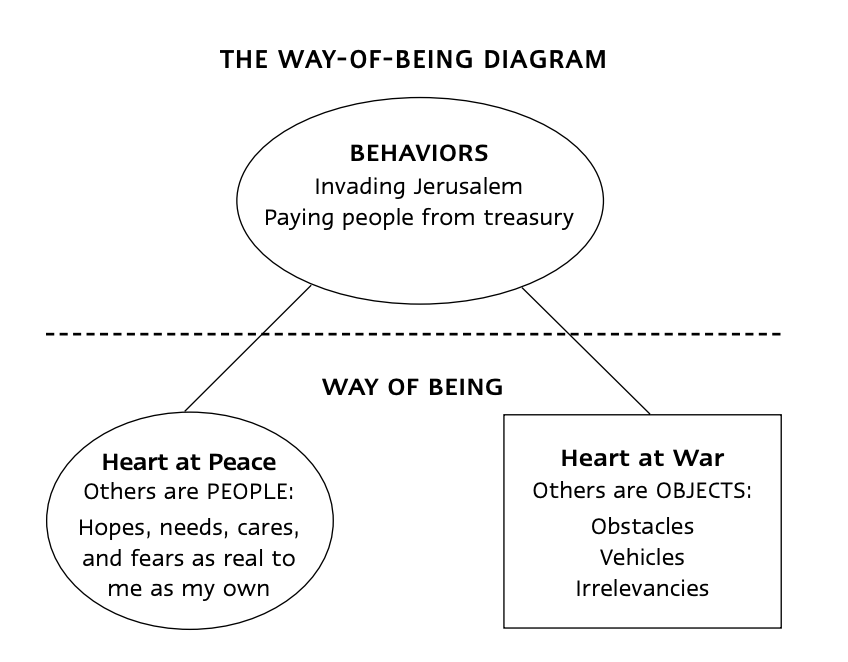 THE WAY-OF-BEING DIAGRAM
BEHAVIORS
Invading Jerusalem
Paying people from treasury
WAY OF BEING
Heart at Peace
Others are PEOPLE:
Hopes, needs, cares,
and fears as real to
me as my own
Heart at War
Others are OBJECTS:
Obstacles
Vehicles
Irrelevancies